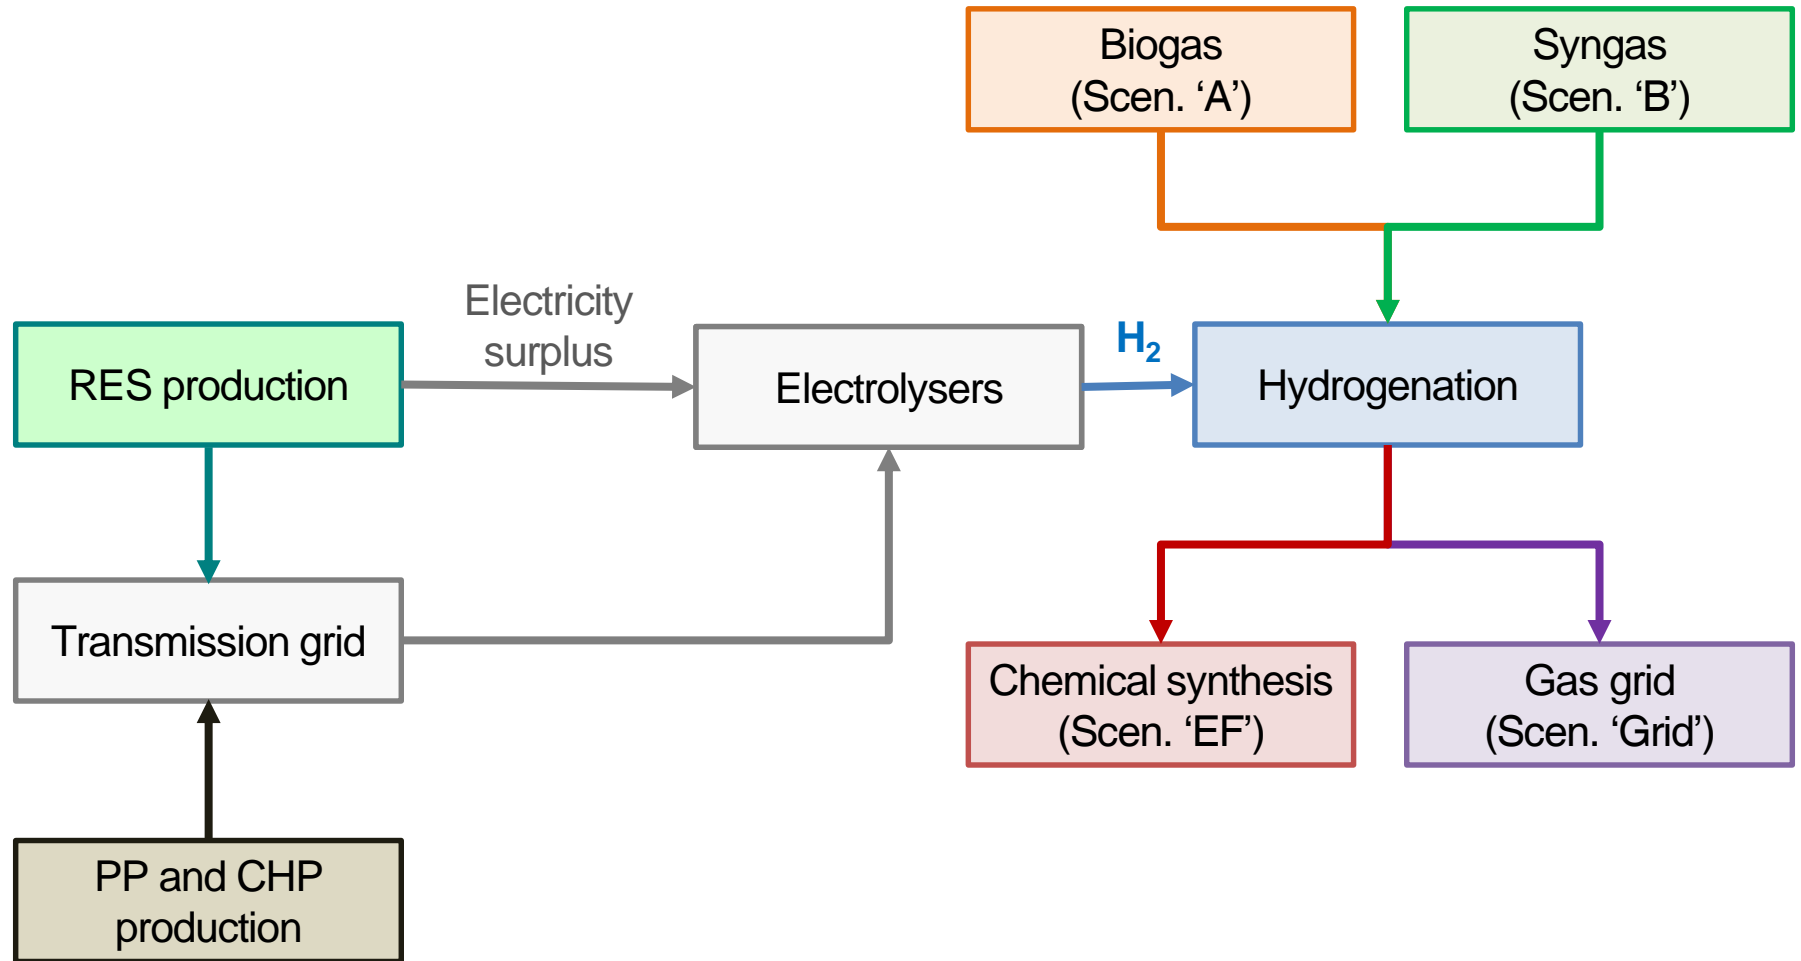 Biogas
(Scen. ‘A’)
Syngas
(Scen. ‘B’)
Electricity
surplus
RES production
Electrolysers
H₂
Hydrogenation
Transmission grid
Chemical synthesis
(Scen. ‘EF’)
Gas grid
(Scen. ‘Grid’)
PP and CHP
production